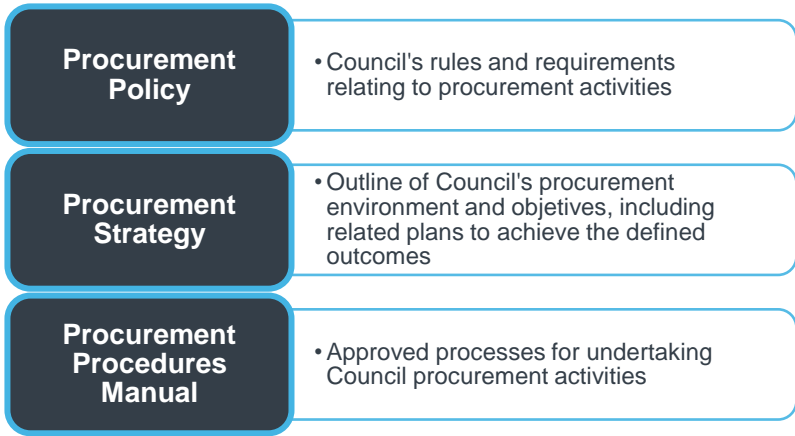 Procurement
Policy
• Council's rules and requirements
relating to procurement activities
Procurement
Strategy
• Outline of Council's procurement
environment and objetives, including
related plans to achieve the defined
outcomes
Procurement
Procedures
Manual
• Approved processes for undertaking
Council procurement activities